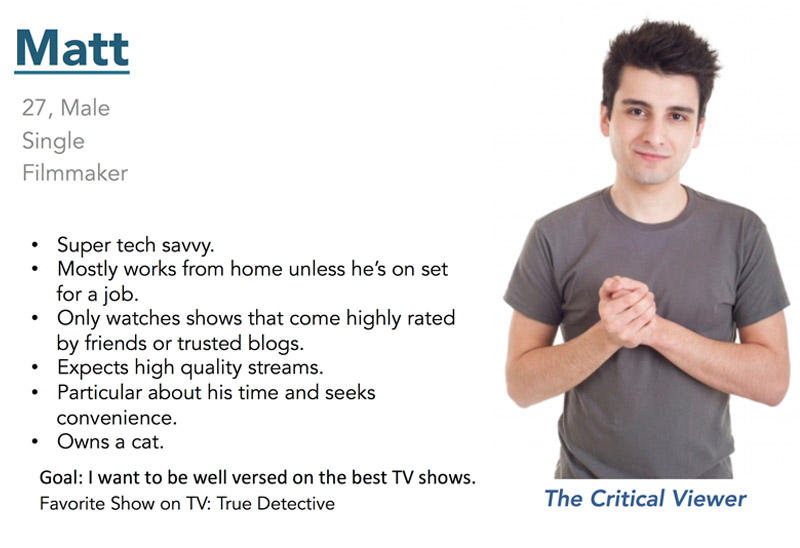 Matt
27, Male
Single
Filmmaker
• Super tech savvy.
• Mostly works from home unless he’s on set
for a job.
• Only watches shows that come highly rated
by friends or trusted blogs.
• Expects high quality streams.
• Particular about his time and seeks
convenience.
• Owns a cat.
Goal: I want to be well versed on the best TV shows.
Favorite Show on TV: True Detective
The Critical Viewer